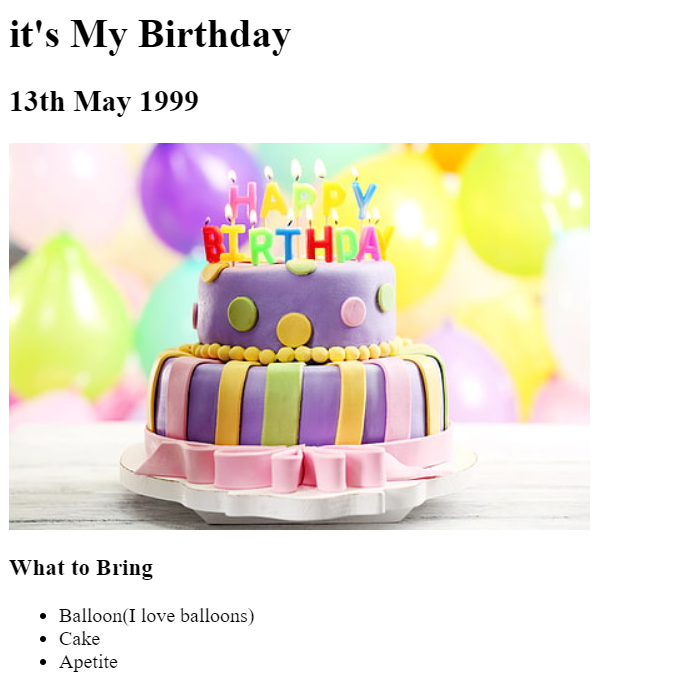 it's My Birthday
13th May 1999
HAPPY
BIRTHDAY
What to Bring
Balloon(I love balloons)
Cake
Apetite